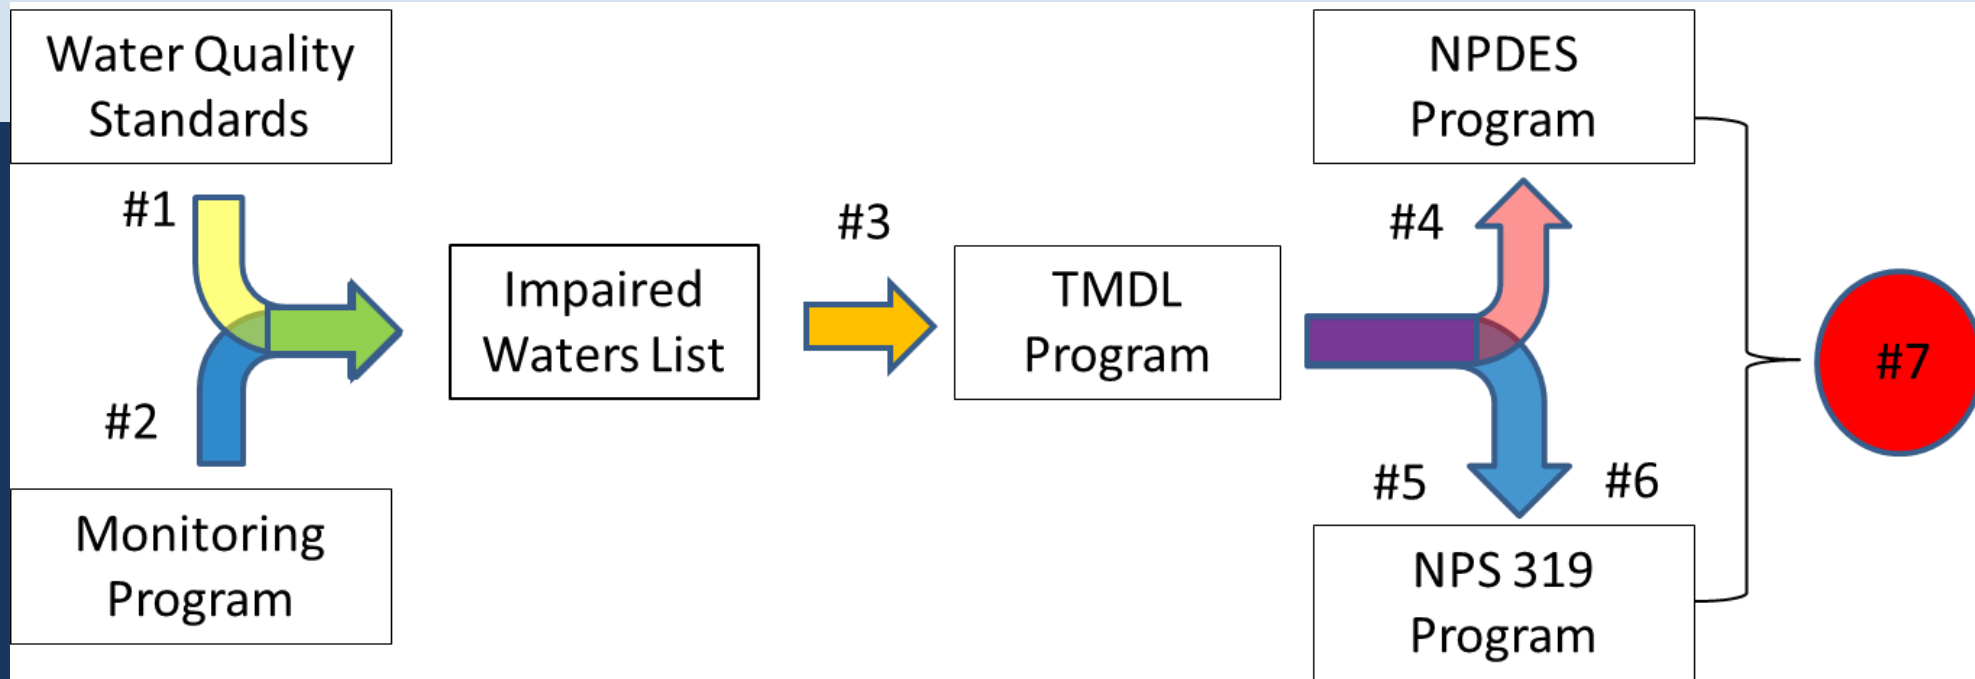 Water Quality
Standards
#1
#2
Monitoring
Program
Impaired
Waters List
#3
TMDL
Program
NPDES
Program
#4
#5
#6
NPS 319
Program
#7